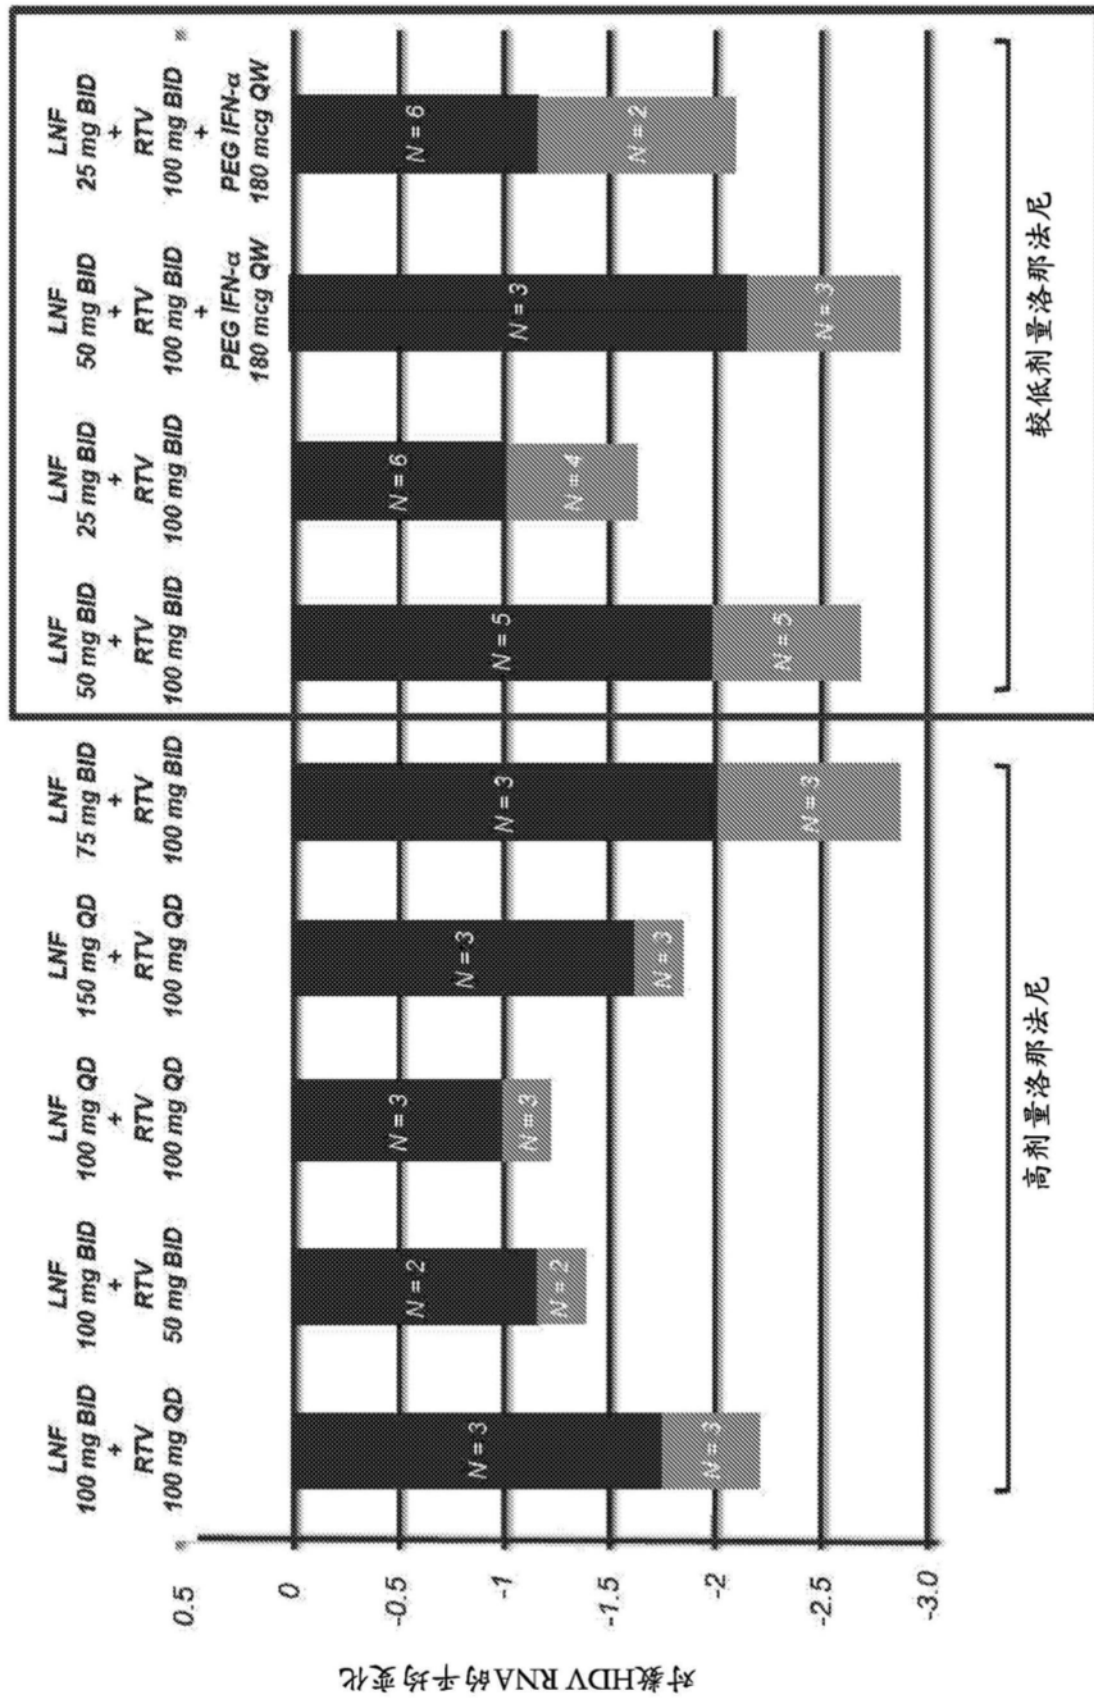 LNF
100 mg BID
+
RTV
100 mg QD
LNF
100 mg BID
+
RTV
50 mg BID
LNF
100 mg QD
+
RTV
100 mg QD
LNF
150 mg QD
+
RTV
100 mg QD
LNF
75 mg BID
+
RTV
100 mg BID
LNF
50 mg BID
+
RTV
100 mg BID
LNF
25 mg BID
+
RTV
100 mg BID
LNF
50 mg BID
+
RTV
100 mg BID
+
PEG IFN-α
180 mcg QW
LNF
25 mg BID
+
RTV
100 mg BID
+
PEG IFN-α
180 mcg QW
对数HDV RNA的平均变化
0.5
0
-0.5
-1
-1.5
-2
-2.5
-3.0
N = 3
N = 3
N = 2
N = 2
N = 3
N = 3
N = 3
N = 3
N = 3
N = 3
N = 5
N = 5
N = 6
N = 4
N = 3
N = 3
N = 6
N = 2
高剂量洛那法尼
较低剂量洛那法尼